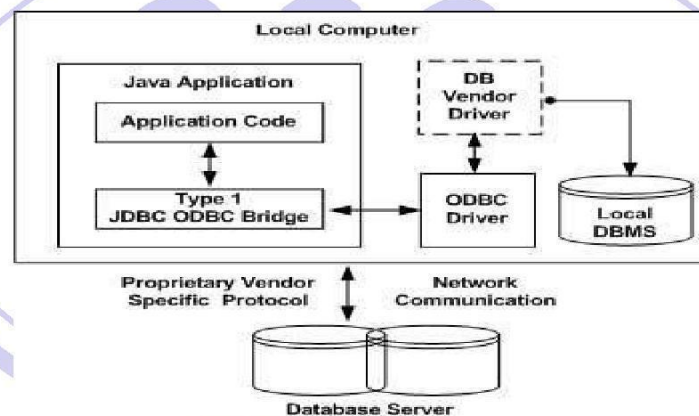 Local Computer
Java Application
Application Code
Type 1
JDBC ODBC Bridge
DB
Vendor
Driver
ODBC
Driver
Local
DBMS
Proprietary Vendor
Specific Protocol
Network
Communication
Database Server